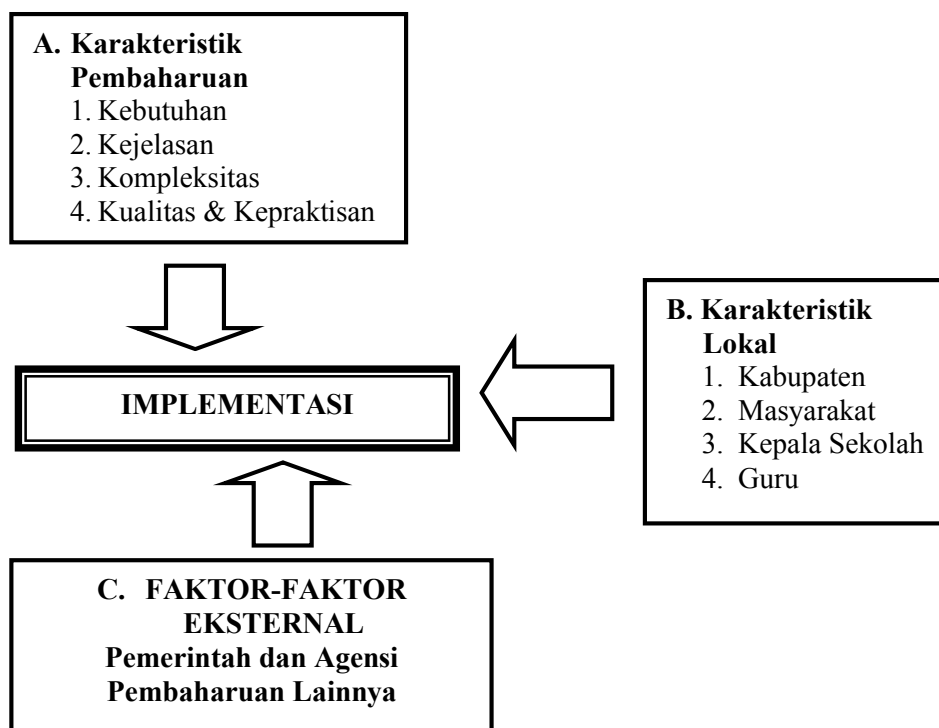 A. Karakteristik
Pembaharuan
1. Kebutuhan
2. Kejelasan
3. Kompleksitas
4. Kualitas & Kepraktisan
B. Karakteristik
Lokal
1. Kabupaten
2. Masyarakat
3. Kepala Sekolah
4. Guru
IMPLEMENTASI
C. FAKTOR-FAKTOR
EKSTERNAL
Pemerintah dan Agensi
Pembaharuan Lainnya